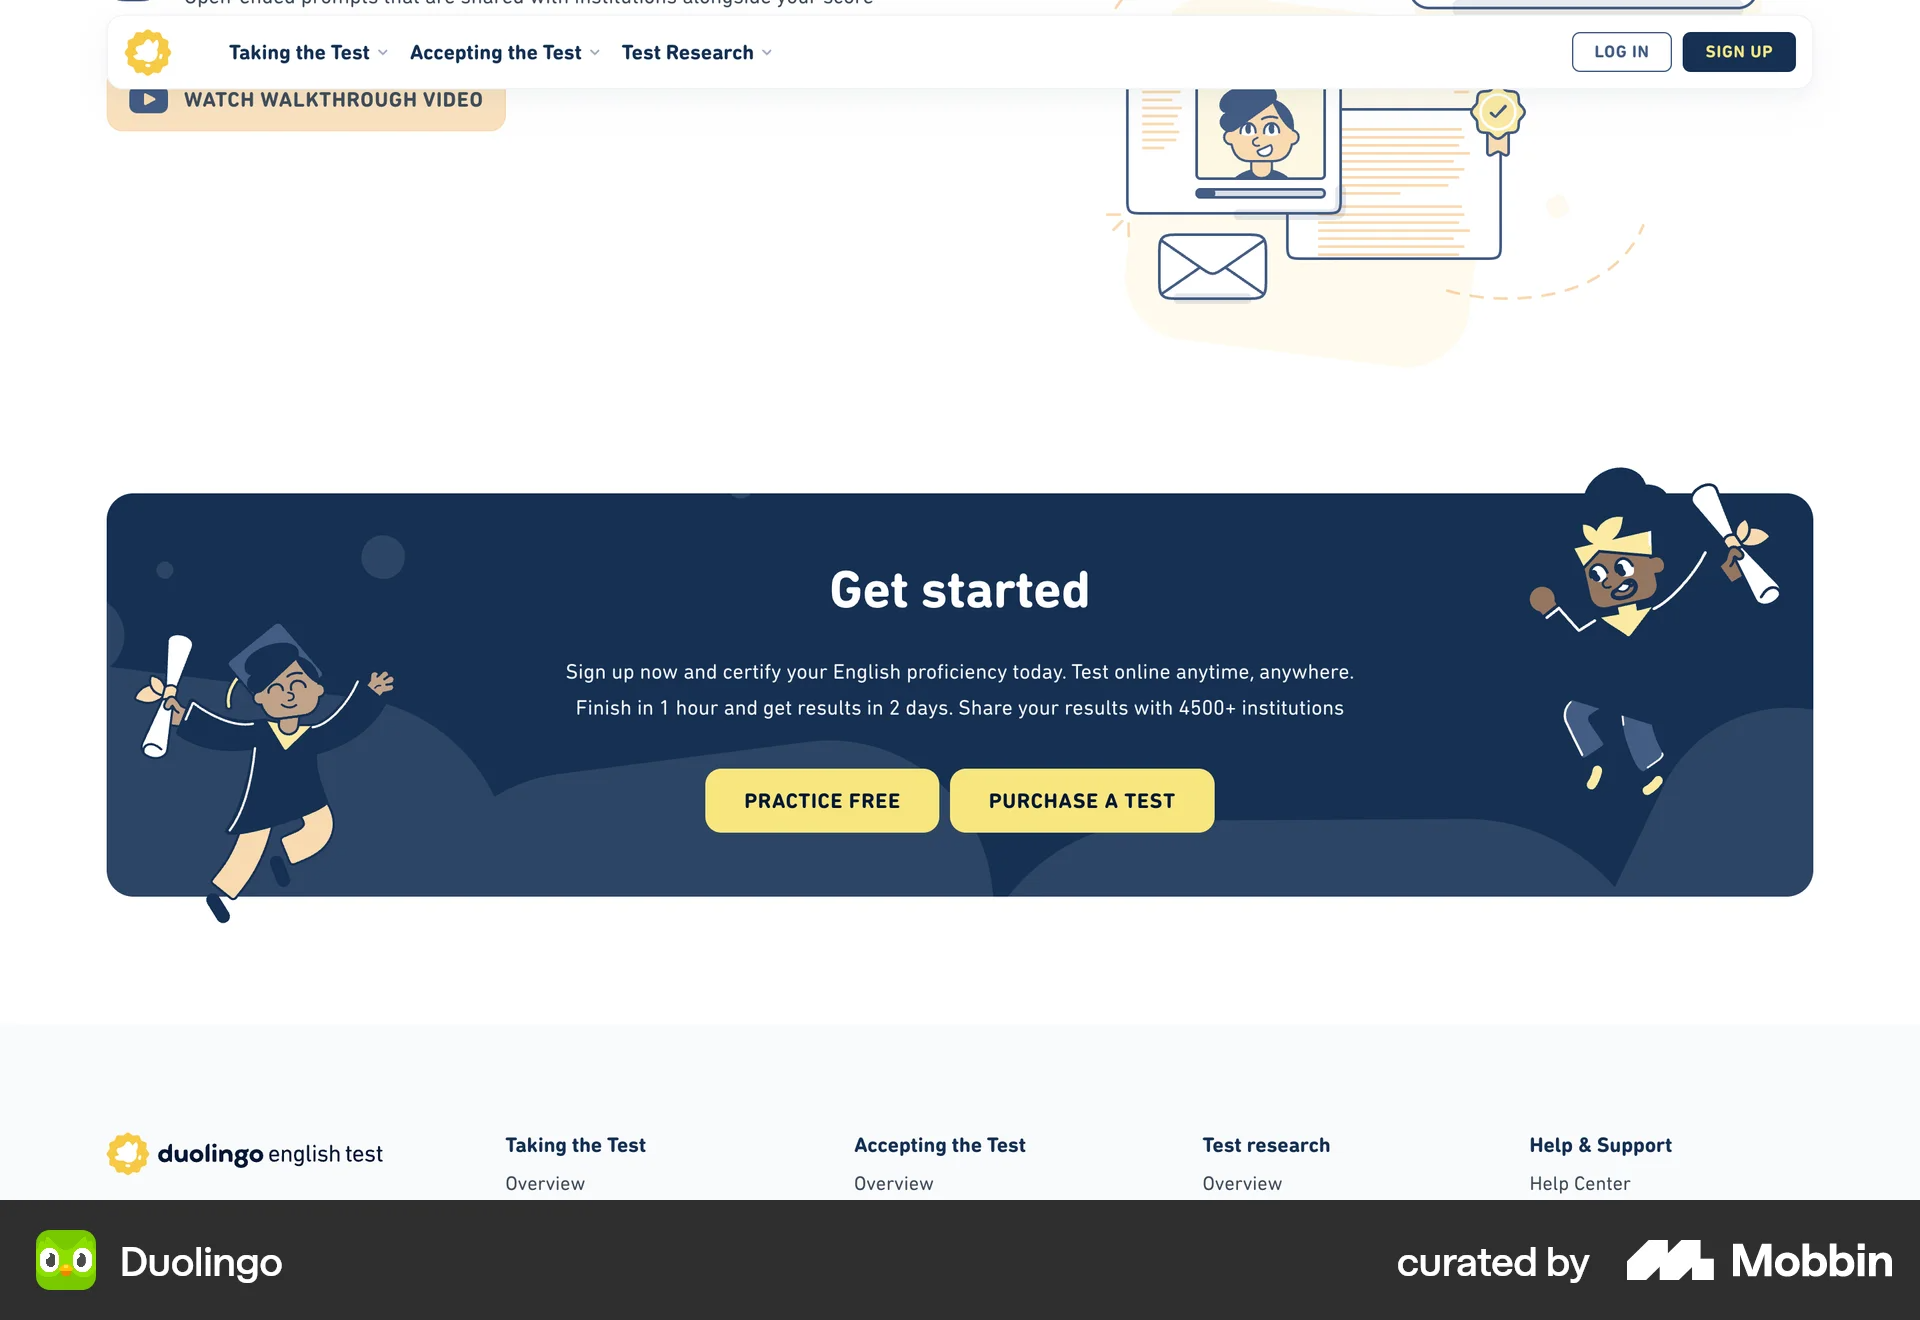 Open-ended prompts that are shared with institutions alongside your score
Taking the Test
Accepting the Test
Test Research
LOG IN
SIGN UP
WATCH WALKTHROUGH VIDEO
Get started
Sign up now and certify your English proficiency today. Test online anytime, anywhere.
Finish in 1 hour and get results in 2 days. Share your results with 4500+ institutions
PRACTICE FREE
PURCHASE A TEST
duolingo english test
Taking the Test
Overview
Accepting the Test
Overview
Test research
Overview
Help & Support
Help Center
Duolingo
curated by
Mobbin